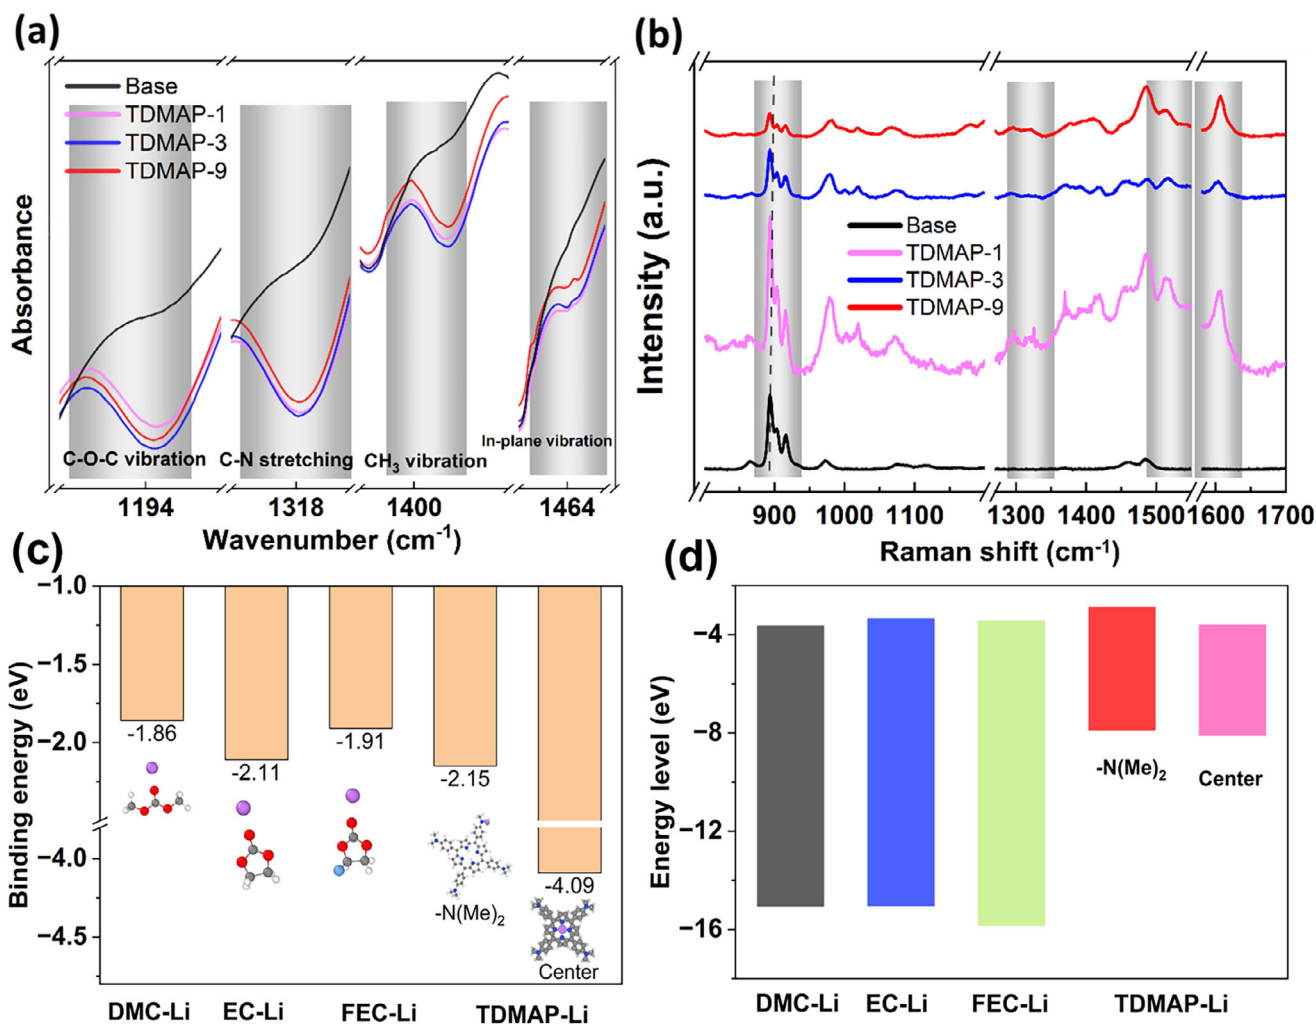 (a)
Base
TDMAP-1
TDMAP-3
TDMAP-9
Absorbance
C-O-C vibration
C-N stretching
CH₃ vibration
In-plane vibration
1194
1318
1400
1464
Wavenumber (cm⁻¹)
(b)
Intensity (a.u.)
Base
TDMAP-1
TDMAP-3
TDMAP-9
900
1000
1100
1300
1400
1500
1600
1700
Raman shift (cm⁻¹)
(c)
Binding energy (eV)
−1.0
−1.5
−2.0
−4.0
−4.5
-1.86
-2.11
-1.91
-2.15
-4.09
-N(Me)₂
Center
DMC-Li
EC-Li
FEC-Li
TDMAP-Li
(d)
Energy level (eV)
−4
−8
−12
−16
-N(Me)₂
Center
DMC-Li
EC-Li
FEC-Li
TDMAP-Li